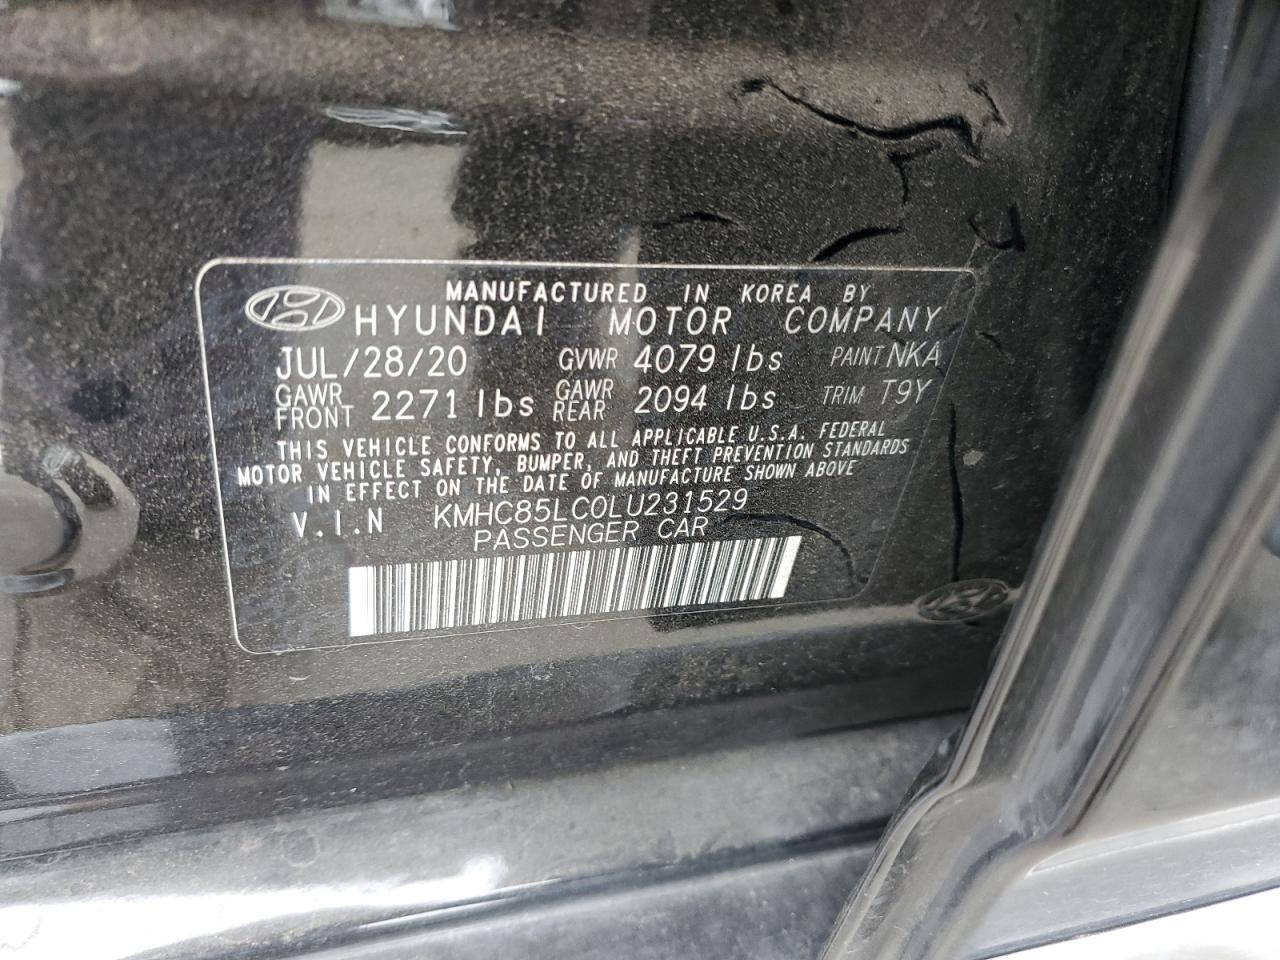 MANUFACTURED IN KOREA BY
HYUNDAI MOTOR COMPANY
JUL/28/20 GVWR 4079 lbs PAINT NKA
GAWR FRONT 2271 lbs GAWR REAR 2094 lbs TRIM T9Y
THIS VEHICLE CONFORMS TO ALL APPLICABLE U.S.A. FEDERAL
MOTOR VEHICLE SAFETY, BUMPER, AND THEFT PREVENTION STANDARDS
IN EFFECT ON THE DATE OF MANUFACTURE SHOWN ABOVE
V.I.N KMHC85LC0LU231529
PASSENGER CAR